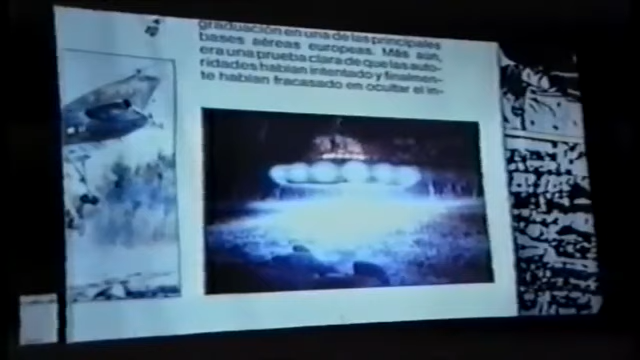 graduación en una de las principales
bases aéreas europeas. Más aún,
era una prueba clara de que las auto-
ridades habían intentado y finalmen-
te habían fracasado en ocultar el in-